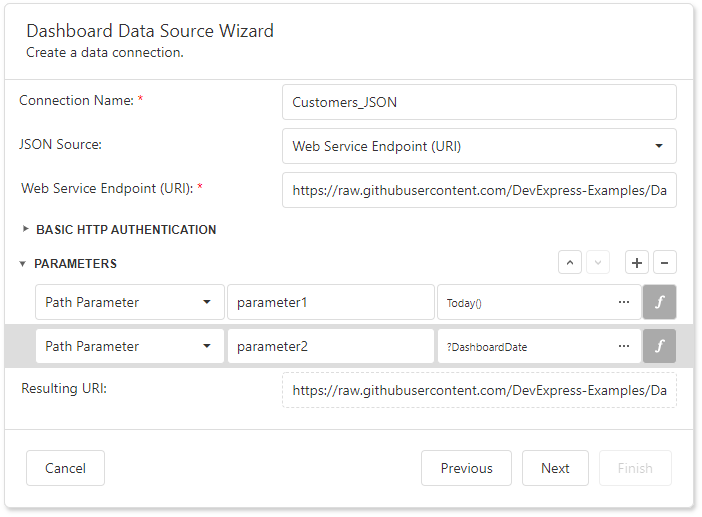 Dashboard Data Source Wizard
Create a data connection.
Connection Name: *
Customers_JSON
JSON Source:
Web Service Endpoint (URI)
Web Service Endpoint (URI): *
https://raw.githubusercontent.com/DevExpress-Examples/Da
BASIC HTTP AUTHENTICATION
PARAMETERS
Path Parameter parameter1 Today() ... f
Path Parameter parameter2 ?DashboardDate ... f
Resulting URI:
https://raw.githubusercontent.com/DevExpress-Examples/Da
Cancel Previous Next Finish